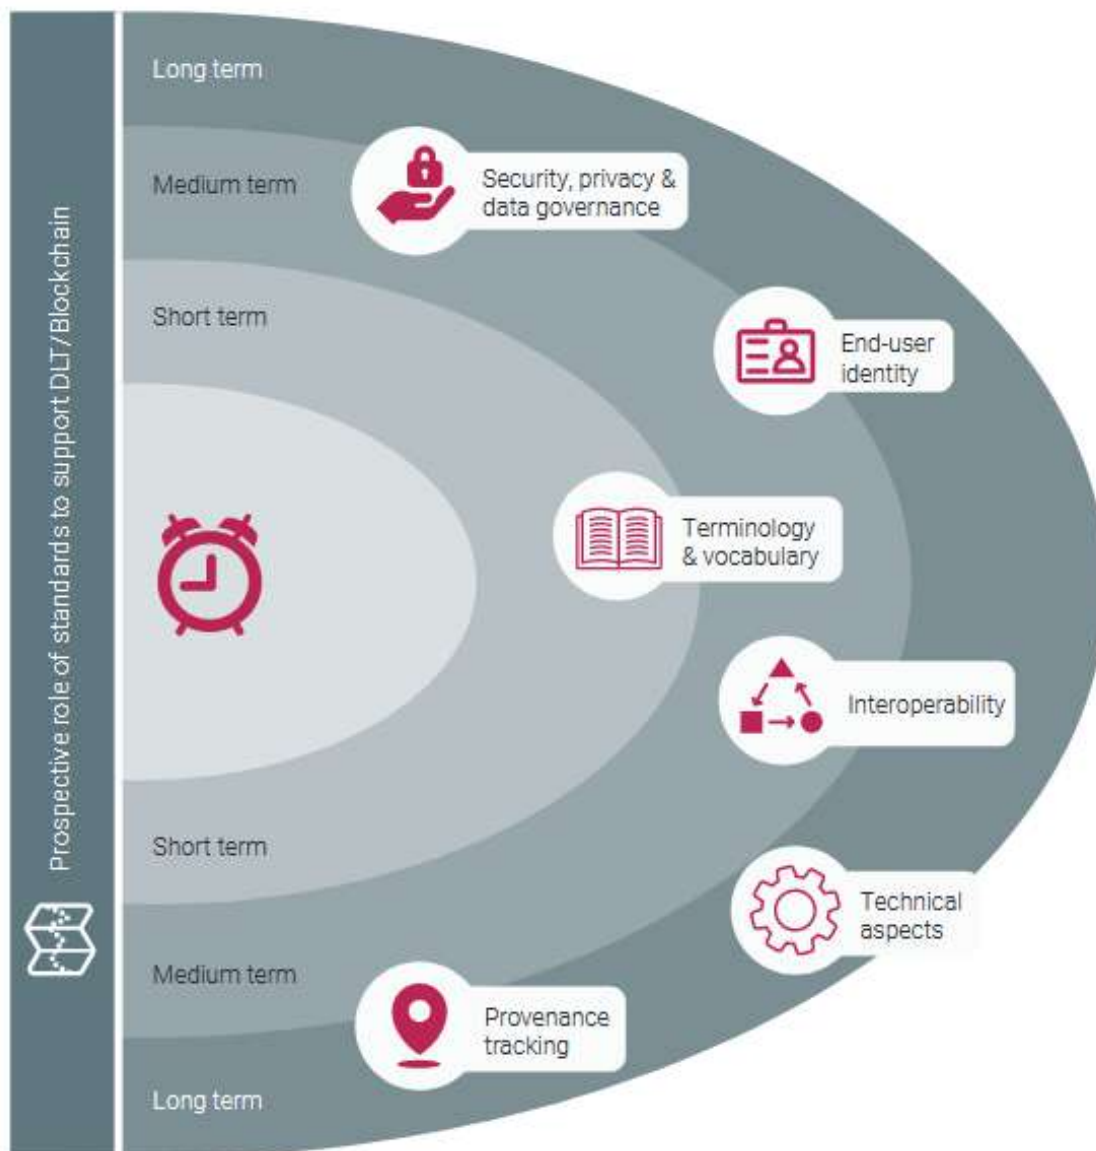 Prospective role of standards to support DLT/Blockchain
Long term
Medium term
Security, privacy &
data governance
Short term
End-user
identity
Terminology
& vocabulary
Interoperability
Short term
Technical
aspects
Medium term
Provenance
tracking
Long term